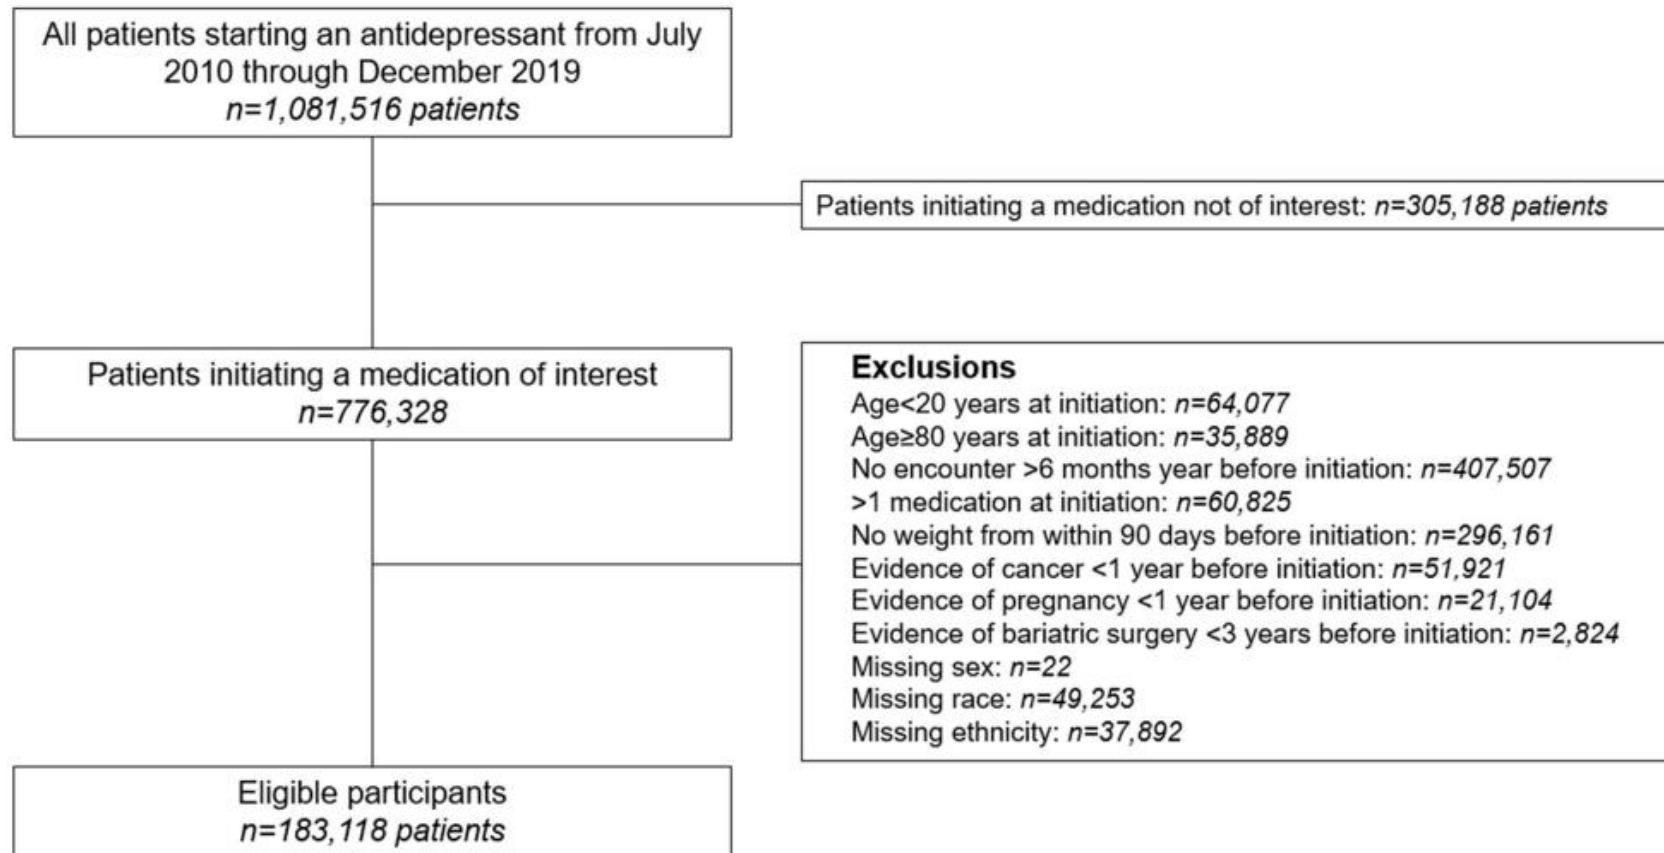 All patients starting an antidepressant from July
2010 through December 2019
n=1,081,516 patients
Patients initiating a medication not of interest: n=305,188 patients
Patients initiating a medication of interest
n=776,328
Exclusions
Age<20 years at initiation: n=64,077
Age≥80 years at initiation: n=35,889
No encounter >6 months year before initiation: n=407,507
>1 medication at initiation: n=60,825
No weight from within 90 days before initiation: n=296,161
Evidence of cancer <1 year before initiation: n=51,921
Evidence of pregnancy <1 year before initiation: n=21,104
Evidence of bariatric surgery <3 years before initiation: n=2,824
Missing sex: n=22
Missing race: n=49,253
Missing ethnicity: n=37,892
Eligible participants
n=183,118 patients